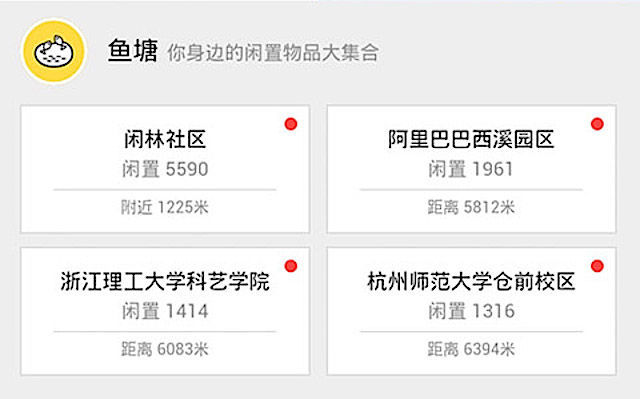 鱼塘 你身边的闲置物品大集合
闲林社区
闲置 5590
附近 1225米
阿里巴巴西溪园区
闲置 1961
距离 5812米
浙江理工大学科艺学院
闲置 1414
距离 6083米
杭州师范大学仓前校区
闲置 1316
距离 6394米